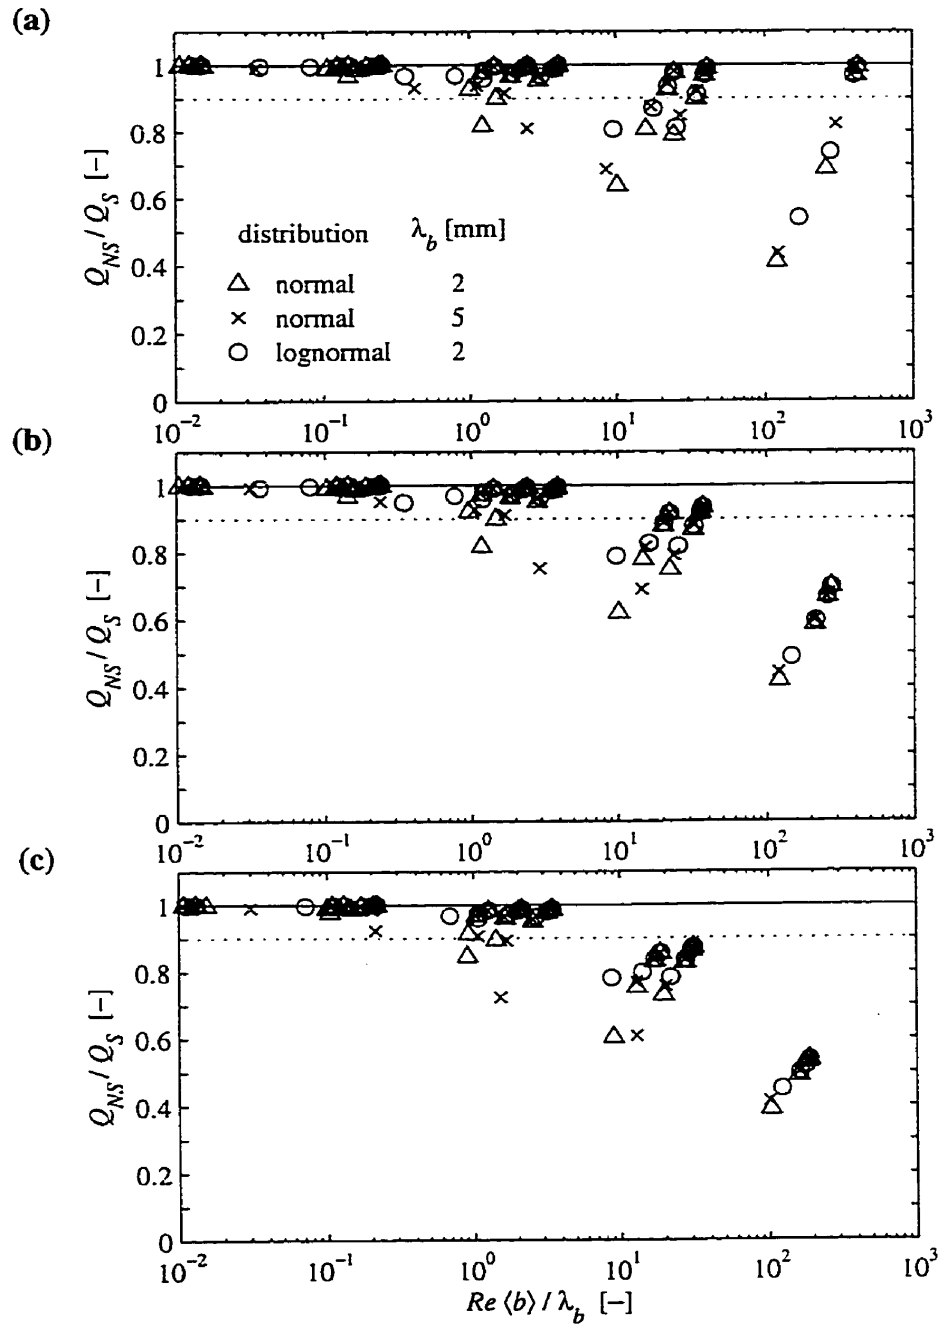 (a)
1
0.8
0.6
0.4
0.2
0
Q_NS / Q_S [−]
distribution λ_b [mm]
△ normal 2
× normal 5
○ lognormal 2
10^-2 10^-1 10^0 10^1 10^2 10^3
(b)
1
0.8
0.6
0.4
0.2
0
Q_NS / Q_S [−]
10^-2 10^-1 10^0 10^1 10^2 10^3
(c)
1
0.8
0.6
0.4
0.2
0
Q_NS / Q_S [−]
10^-2 10^-1 10^0 10^1 10^2 10^3
Re ⟨b⟩ / λ_b [−]